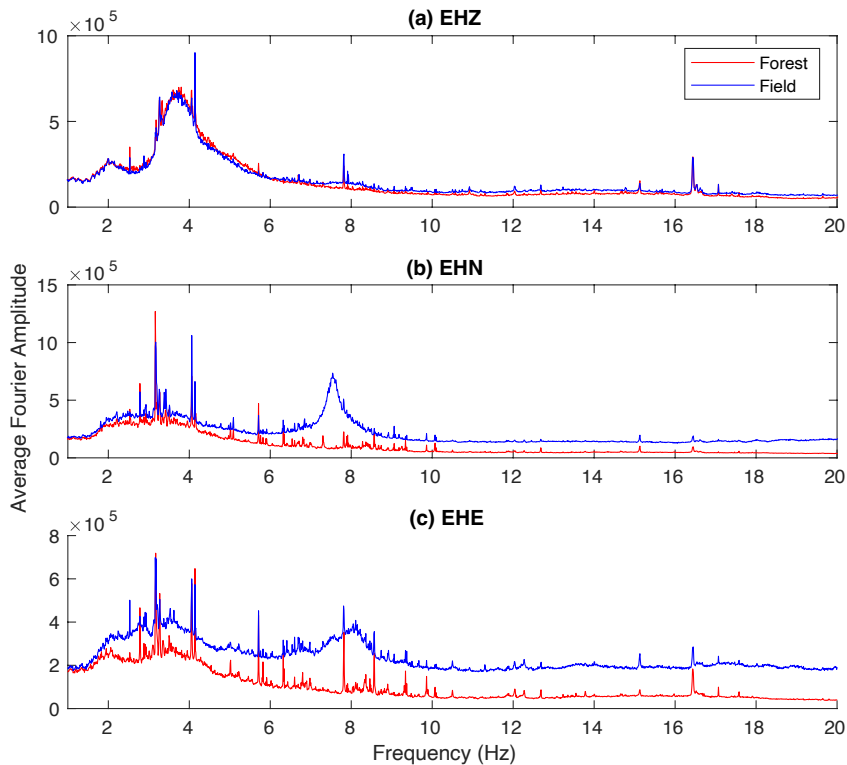 (a) EHZ
× 10 5
10
5
0
Forest
Field
2 4 6 8 10 12 14 16 18 20
(b) EHN
× 10 5
15
10
5
0
2 4 6 8 10 12 14 16 18 20
Average Fourier Amplitude
(c) EHE
× 10 5
8
6
4
2
0
2 4 6 8 10 12 14 16 18 20
Frequency (Hz)